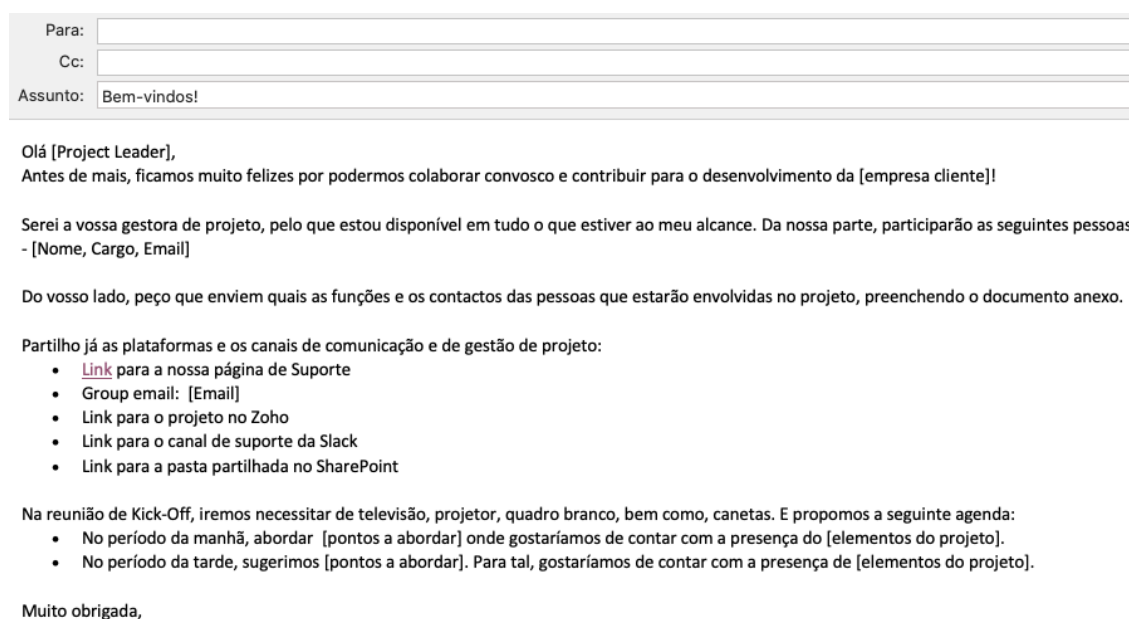 Para:
Cc:
Assunto: Bem-vindos!
Olá [Project Leader],
Antes de mais, ficamos muito felizes por podermos colaborar convosco e contribuir para o desenvolvimento da [empresa cliente]!
Serei a vossa gestora de projeto, pelo que estou disponível em tudo o que estiver ao meu alcance. Da nossa parte, participarão as seguintes pessoas
- [Nome, Cargo, Email]
Do vosso lado, peço que enviem quais as funções e os contactos das pessoas que estarão envolvidas no projeto, preenchendo o documento anexo.
Partilho já as plataformas e os canais de comunicação e de gestão de projeto:
• Link para a nossa página de Suporte
• Group email:  [Email]
• Link para o projeto no Zoho
• Link para o canal de suporte da Slack
• Link para a pasta partilhada no SharePoint
Na reunião de Kick-Off, iremos necessitar de televisão, projetor, quadro branco, bem como, canetas. E propomos a seguinte agenda:
• No período da manhã, abordar  [pontos a abordar] onde gostaríamos de contar com a presença do [elementos do projeto].
• No período da tarde, sugerimos [pontos a abordar]. Para tal, gostaríamos de contar com a presença de [elementos do projeto].
Muito obrigada,